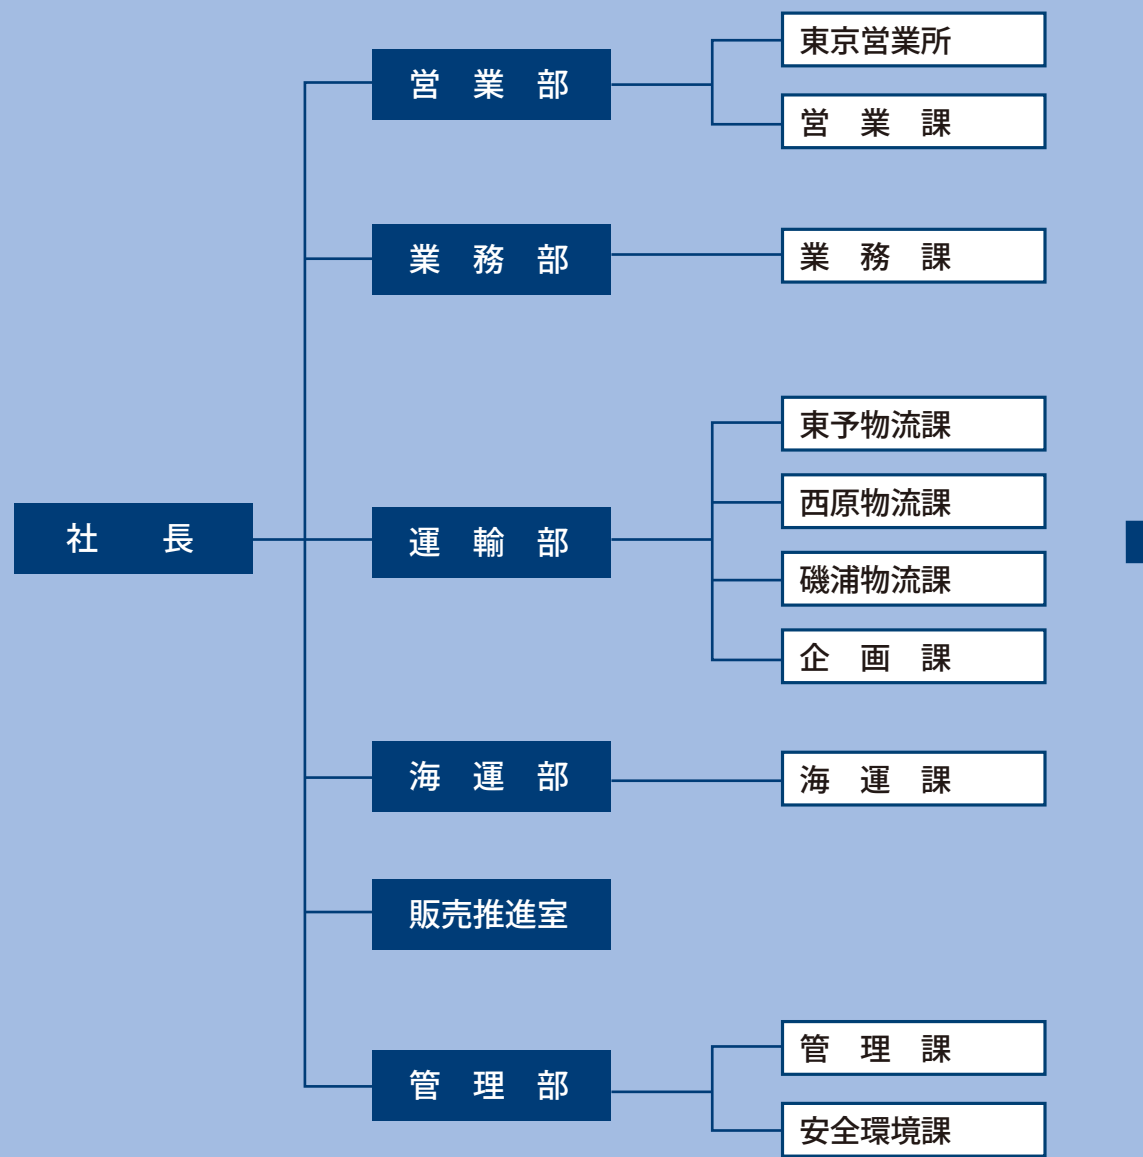 社　　長
営　業　部
東京営業所
営　業　課
業　務　部
業　務　課
運　輸　部
東予物流課
西原物流課
磯浦物流課
企　画　課
海　運　部
海　運　課
販売推進室
管　理　部
管　理　課
安全環境課